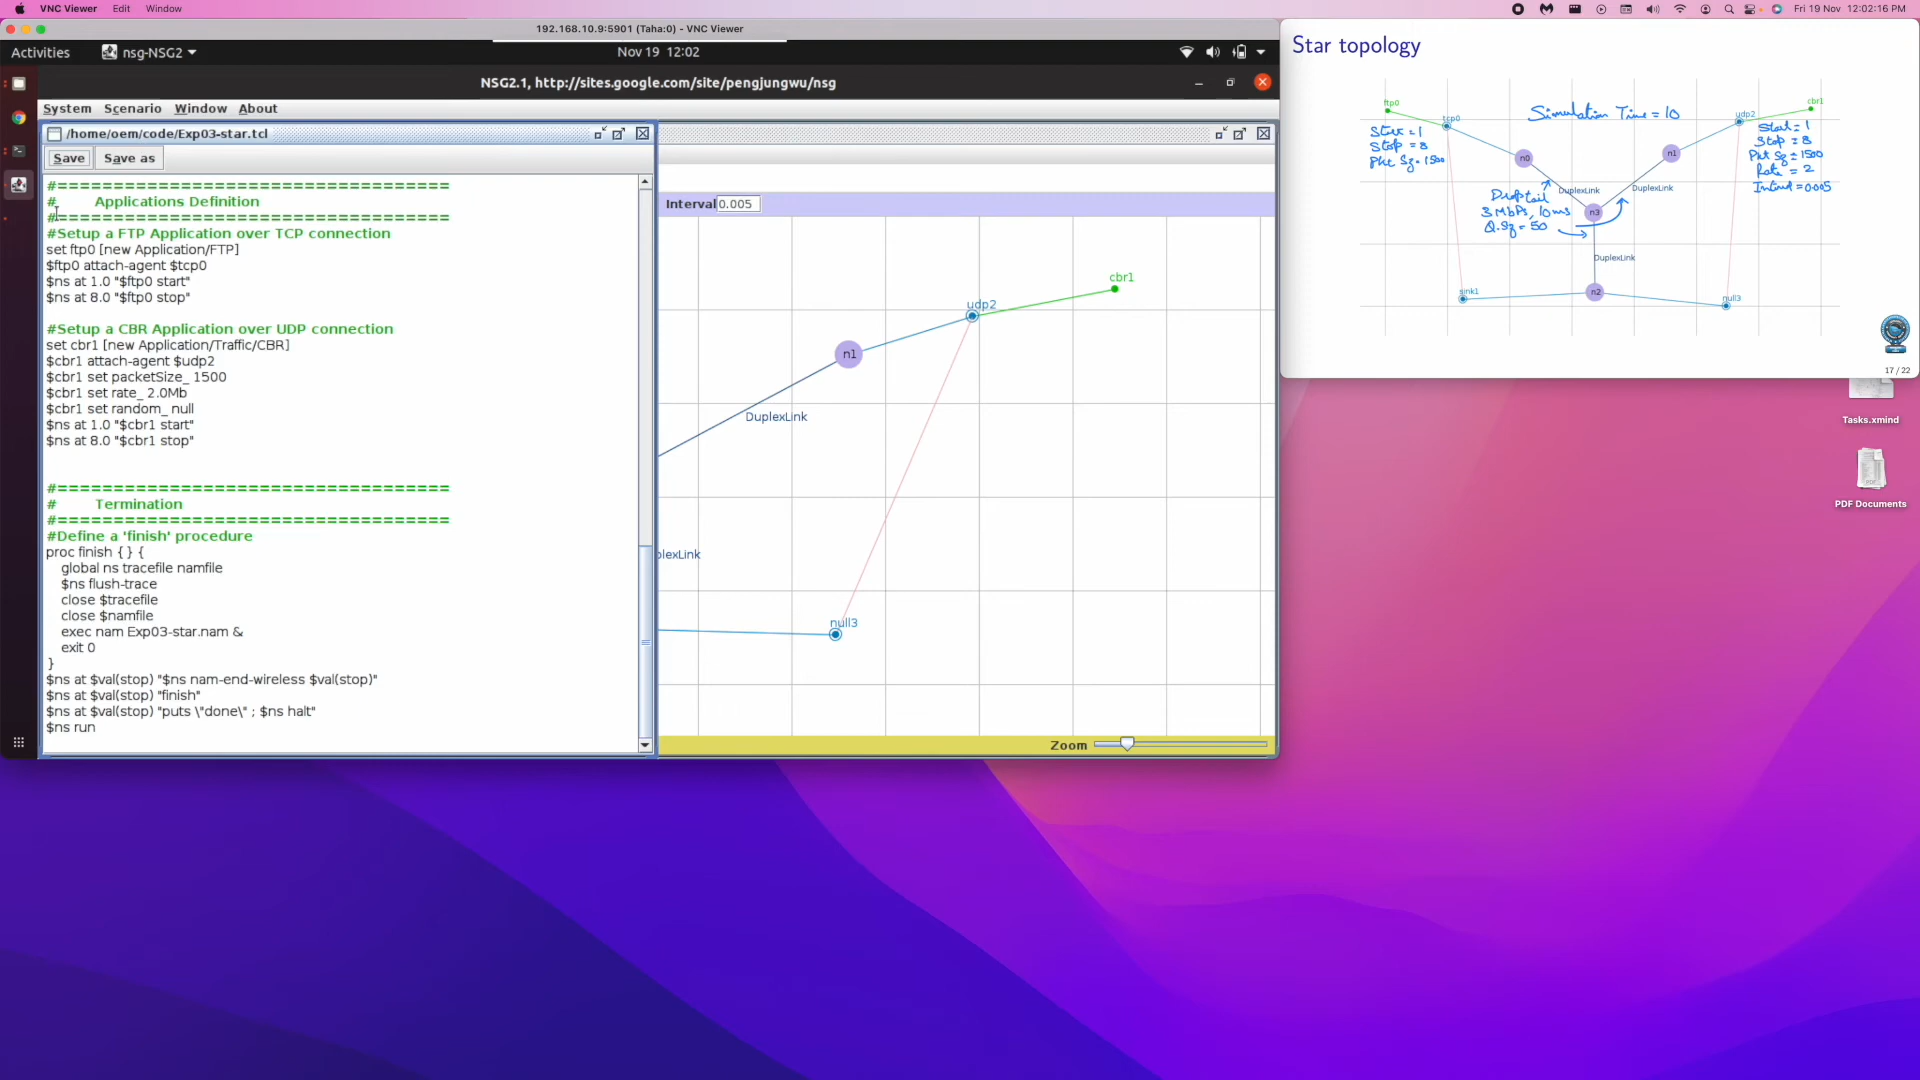 VNC Viewer Edit Window
Fri 19 Nov 12:02:16 PM
192.168.10.9:5901 (Taha:0) - VNC Viewer
Activities nsg-NSG2 Nov 19 12:02
NSG2.1, http://sites.google.com/site/pengjungwu/nsg
System Scenario Window About
/home/oem/code/Exp03-star.tcl
Save Save as
#===================================
#        Applications Definition
#===================================
#Setup a FTP Application over TCP connection
set ftp0 [new Application/FTP]
$ftp0 attach-agent $tcp0
$ns at 1.0 "$ftp0 start"
$ns at 8.0 "$ftp0 stop"
#Setup a CBR Application over UDP connection
set cbr1 [new Application/Traffic/CBR]
$cbr1 attach-agent $udp2
$cbr1 set packetSize_ 1500
$cbr1 set rate_ 2.0Mb
$cbr1 set random_ null
$ns at 1.0 "$cbr1 start"
$ns at 8.0 "$cbr1 stop"
#===================================
#        Termination
#===================================
#Define a 'finish' procedure
proc finish { } {
global ns tracefile namfile
$ns flush-trace
close $tracefile
close $namfile
exec nam Exp03-star.nam &
exit 0
}
$ns at $val(stop) "$ns nam-end-wireless $val(stop)"
$ns at $val(stop) "finish"
$ns at $val(stop) "puts \"done\" ; $ns halt"
$ns run
Interval 0.005
cbr1
udp2
n1
DuplexLink
plexLink
null3
Zoom
Star topology
ftp0
tcp0
Simulation Time = 10
udp2
cbr1
Start = 1
Stop = 8
Pkt Sz = 1500
Start = 1
Stop = 8
Pkt Sz = 1500
Rate = 2
Interval = 0.005
n0
n1
DuplexLink
DuplexLink
Droptail
3 Mbps, 10ms
Q.Sz = 50
n3
DuplexLink
sink1
n2
null3
17 / 22
Tasks.xmind
PDF Documents